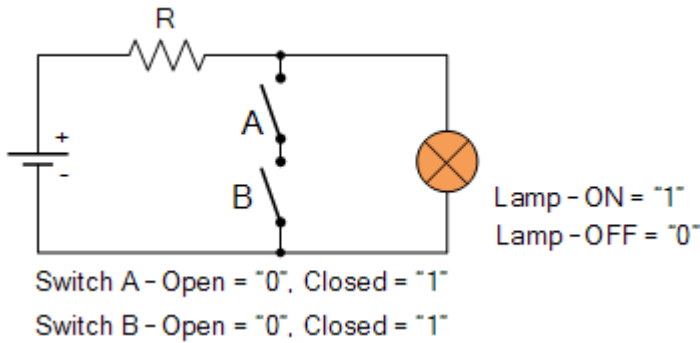 R
+
A
-
B
Lamp - ON = "1"
Lamp - OFF = "0"
Switch A - Open = "0", Closed = "1"
Switch B - Open = "0", Closed = "1"